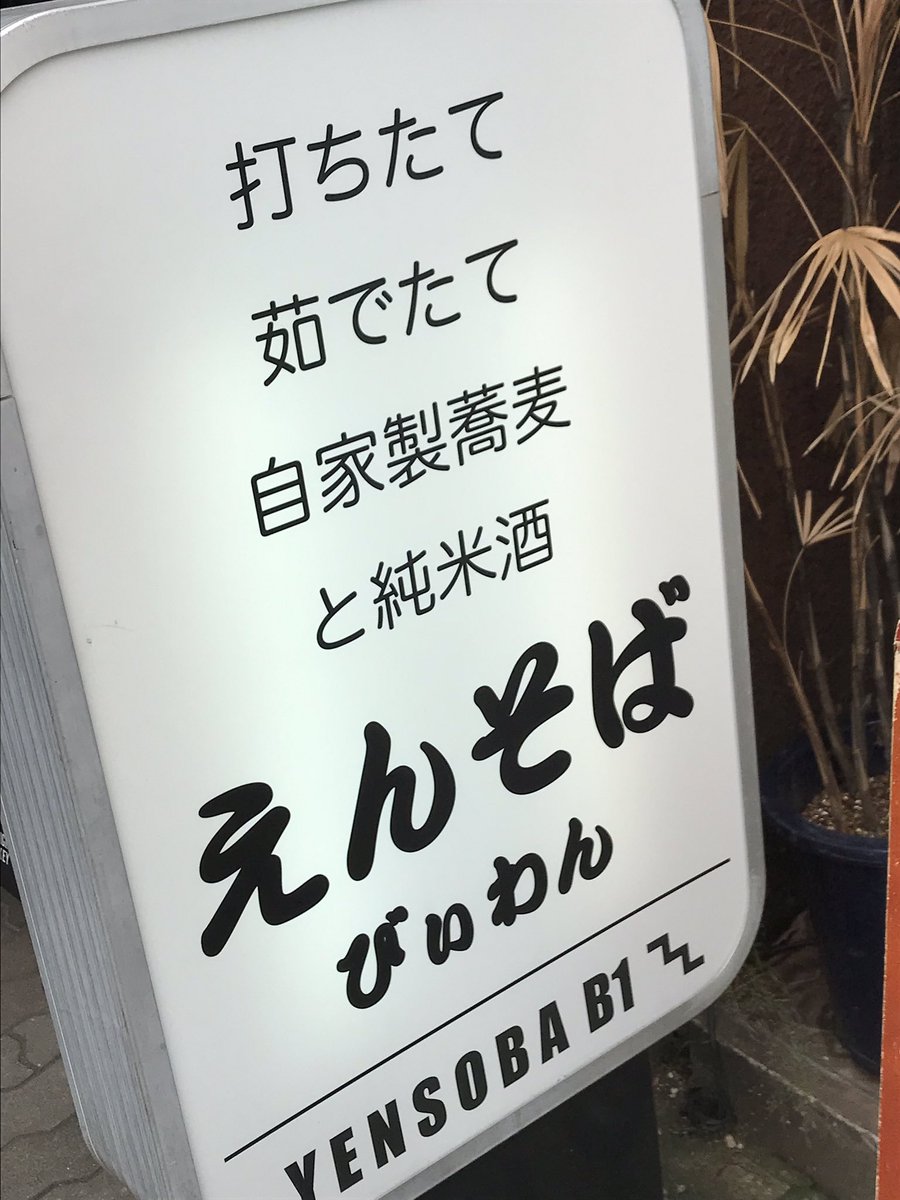 打ちたて
茹でたて
自家製蕎麦
と純米酒
えんそば
びぃわん
YENSOBA B1